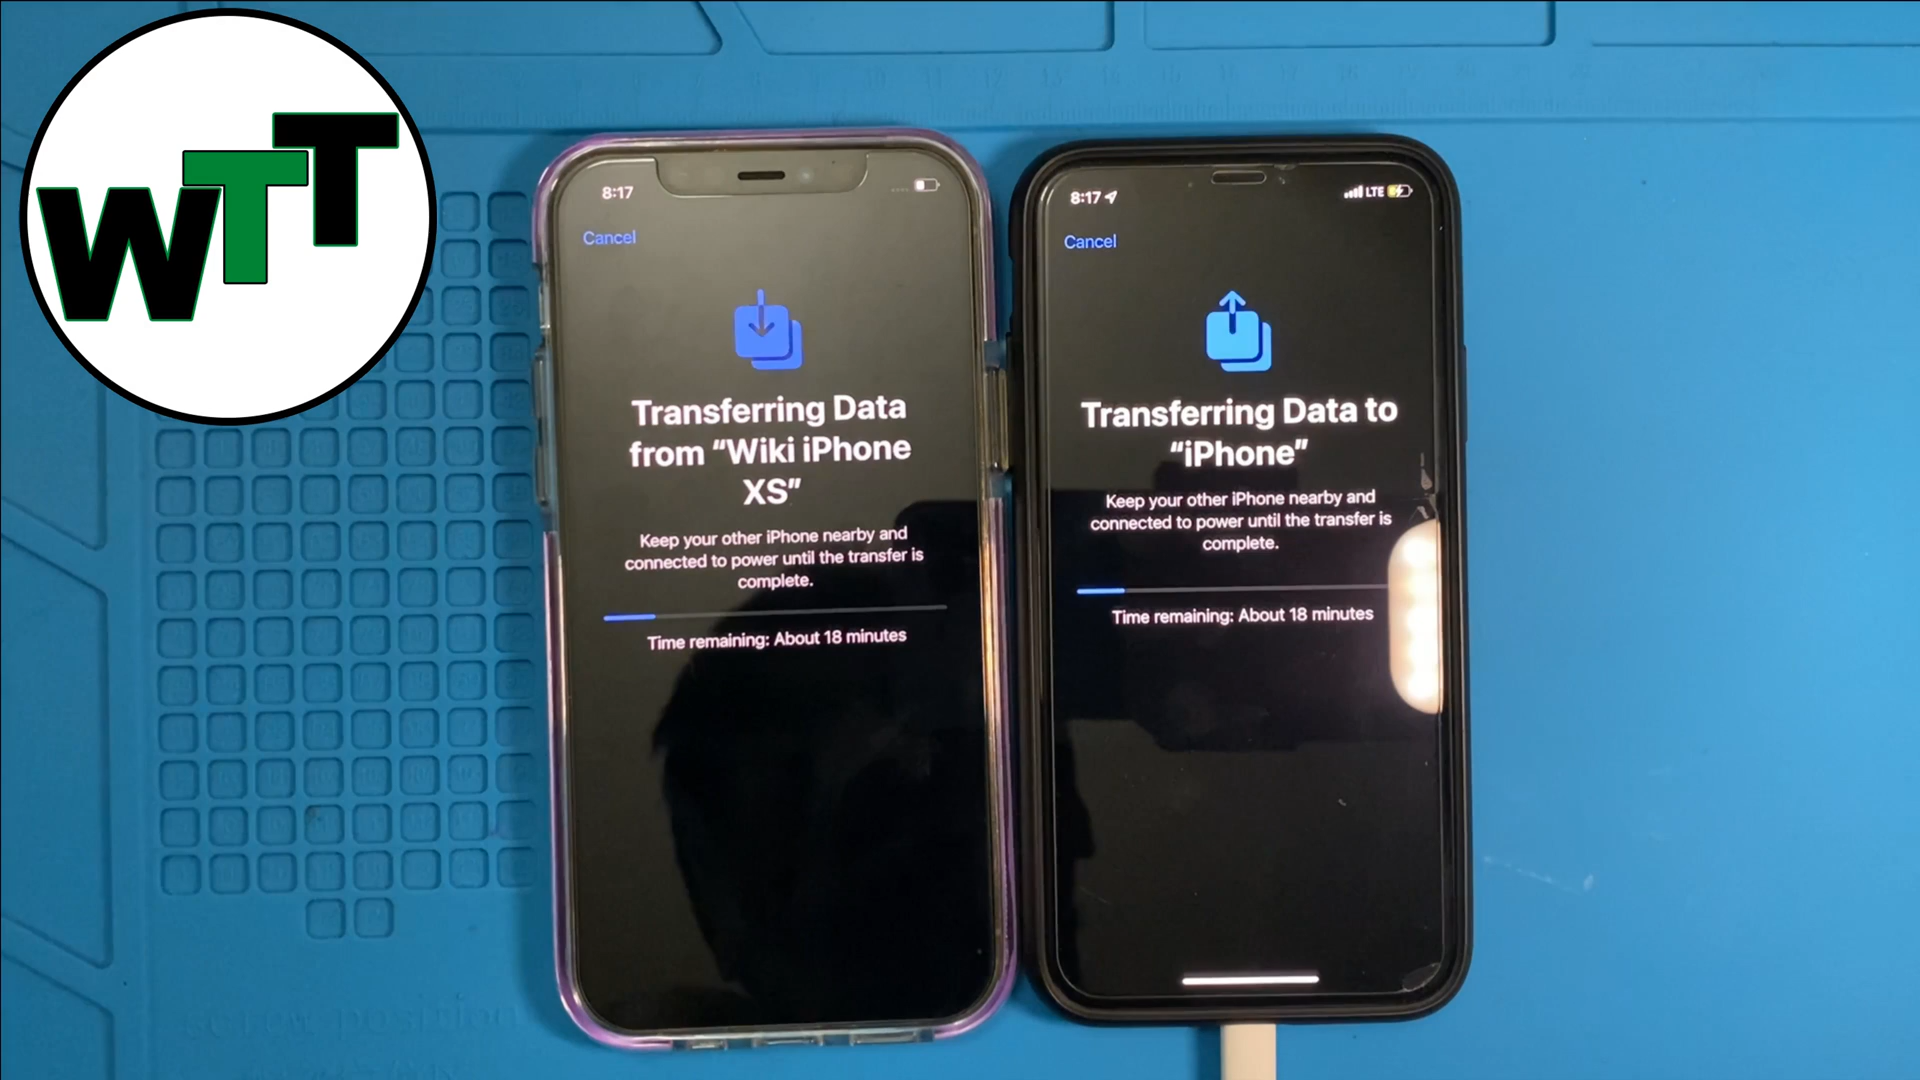 WTT
8:17
Cancel
Transferring Data
from “Wiki iPhone
XS”
Keep your other iPhone nearby and
connected to power until the transfer is
complete.
Time remaining: About 18 minutes
8:17
LTE
Cancel
Transferring Data to
“iPhone”
Keep your other iPhone nearby and
connected to power until the transfer is
complete.
Time remaining: About 18 minutes
screw position